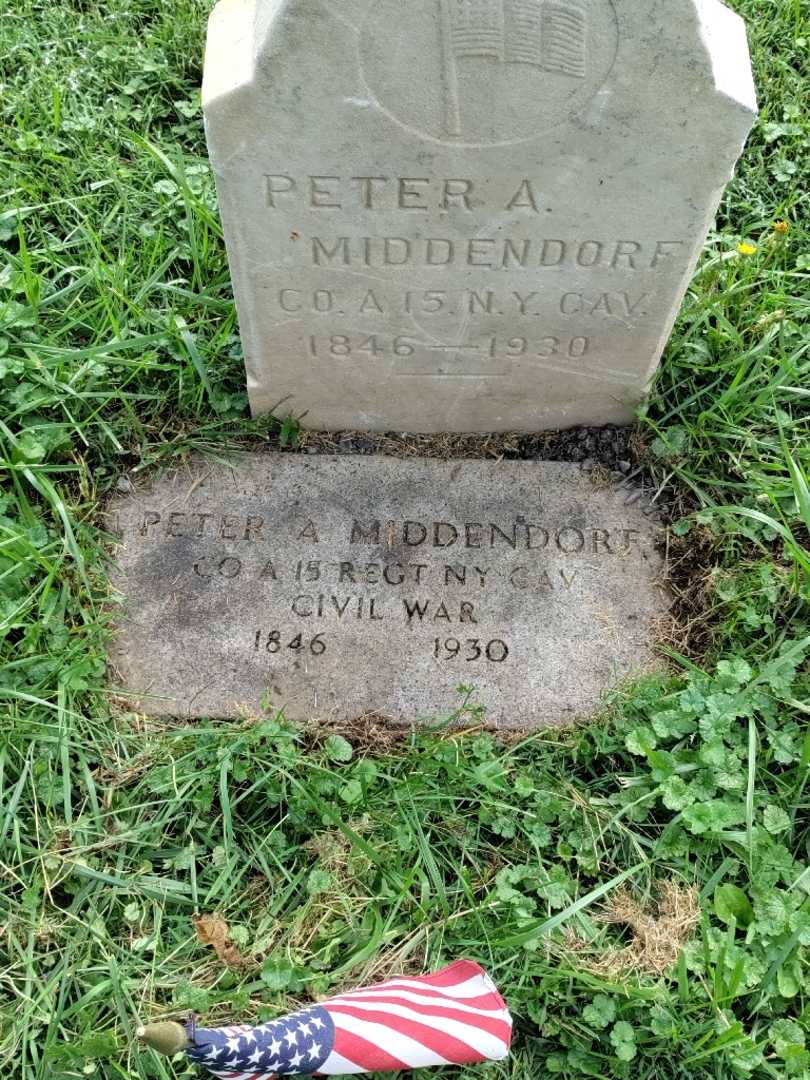 PETER A.
MIDDENDORF
CO. A 15. N.Y. CAV.
1846—1930
PETER A MIDDENDORF
CO A 15 REGT NY CAV
CIVIL WAR
1846 1930